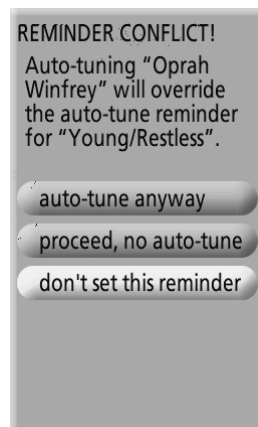 REMINDER CONFLICT!
Auto-tuning “Oprah
Winfrey” will override
the auto-tune reminder
for “Young/Restless”.
auto-tune anyway
proceed, no auto-tune
don't set this reminder